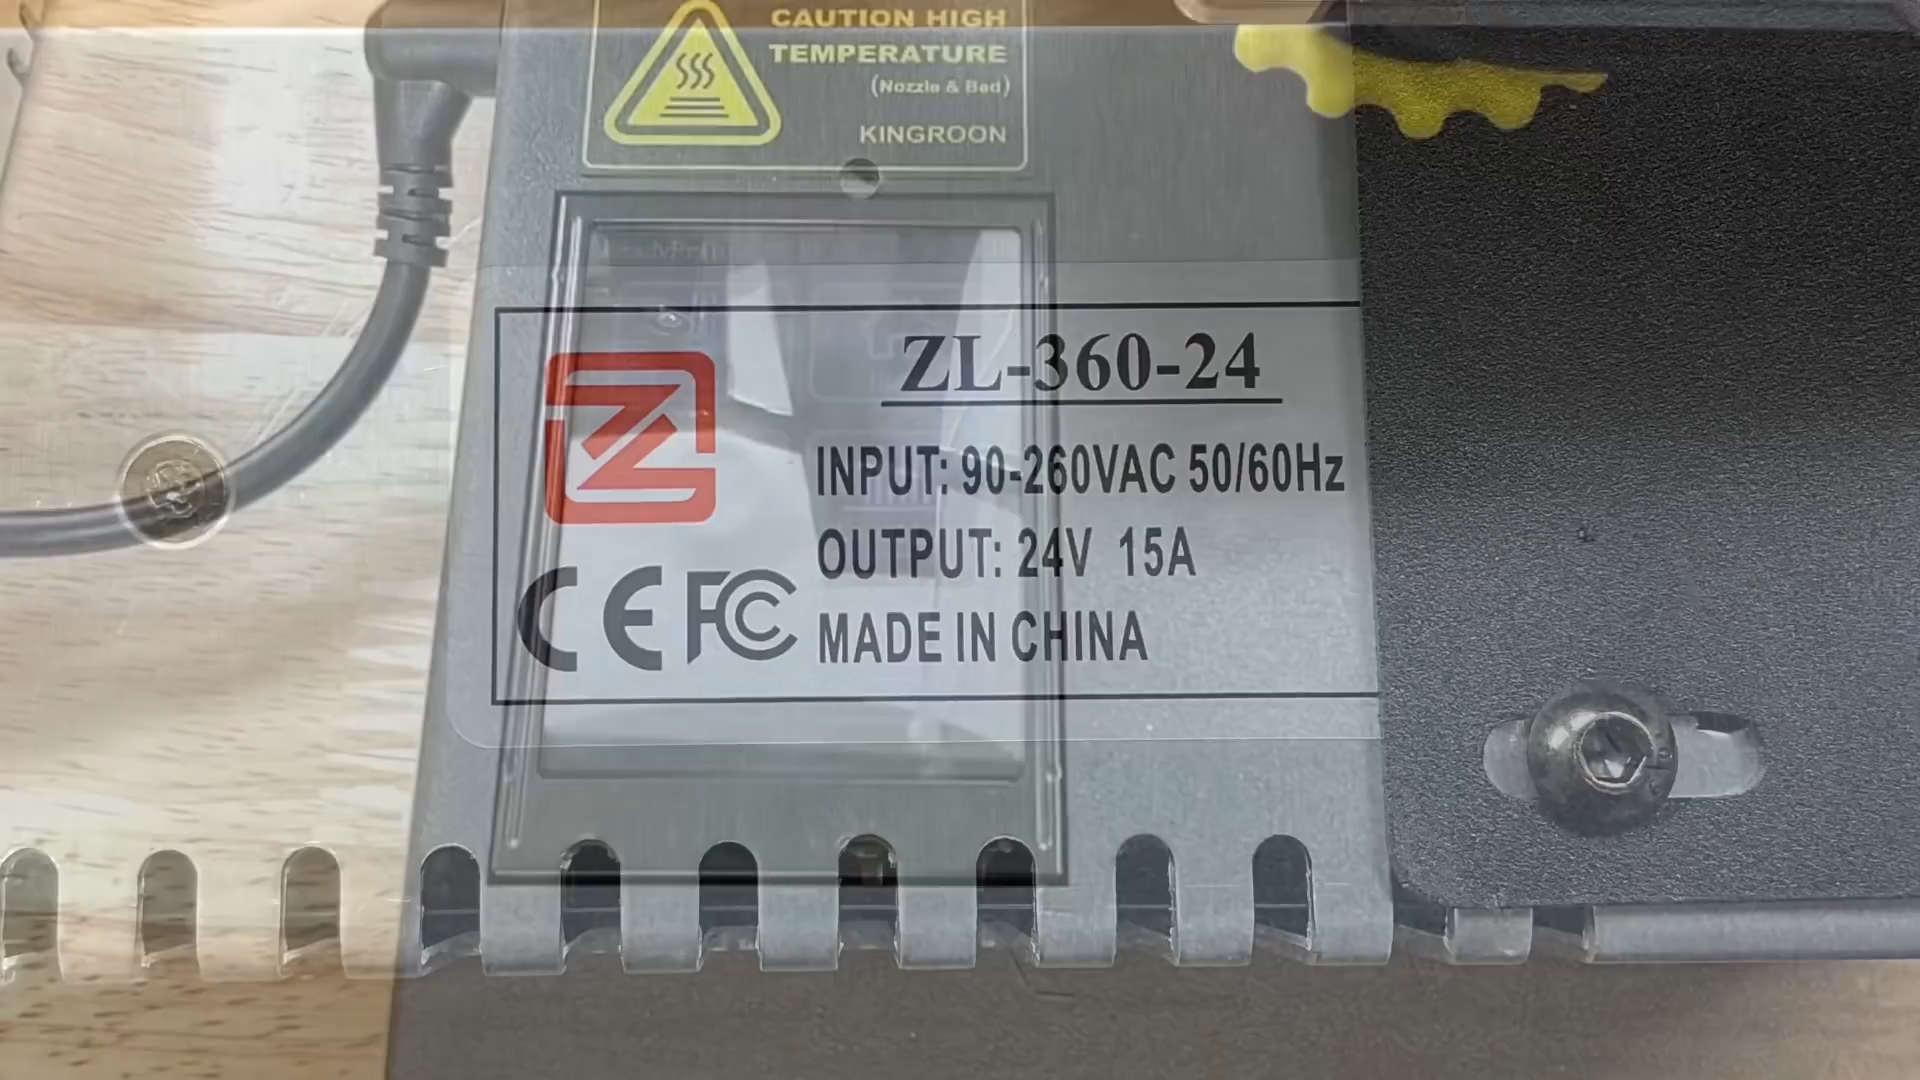 CAUTION HIGH
TEMPERATURE
(Nozzle & Bed)
KINGROON
ZL-360-24
INPUT: 90-260VAC 50/60Hz
OUTPUT: 24V 15A
CE FC
MADE IN CHINA